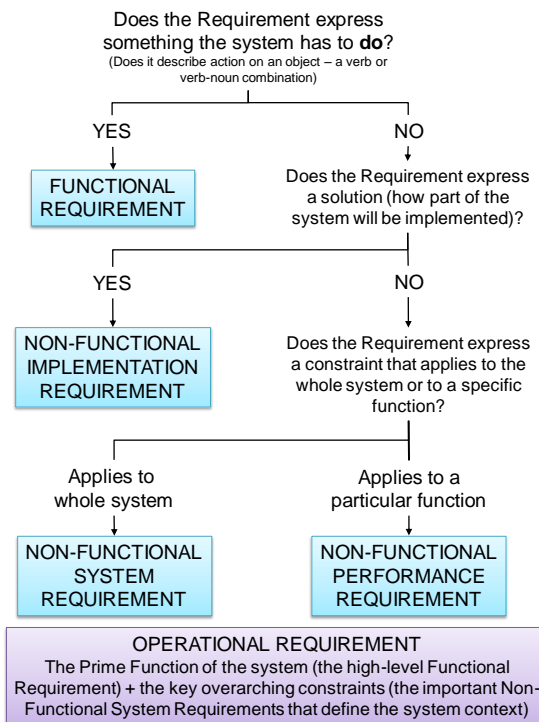 Does the Requirement express
something the system has to do?
(Does it describe action on an object – a verb or
verb-noun combination)
YES
NO
FUNCTIONAL
REQUIREMENT
Does the Requirement express
a solution (how part of the
system will be implemented)?
YES
NO
NON-FUNCTIONAL
IMPLEMENTATION
REQUIREMENT
Does the Requirement express
a constraint that applies to the
whole system or to a specific
function?
Applies to
whole system
Applies to a
particular function
NON-FUNCTIONAL
SYSTEM
REQUIREMENT
NON-FUNCTIONAL
PERFORMANCE
REQUIREMENT
OPERATIONAL REQUIREMENT
The Prime Function of the system (the high-level Functional
Requirement) + the key overarching constraints (the important Non-
Functional System Requirements that define the system context)